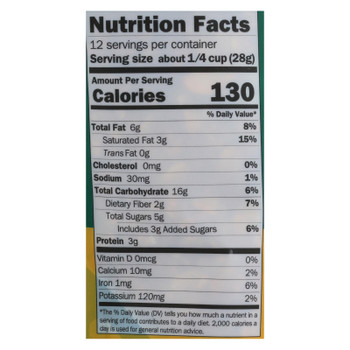 Nutrition Facts
12 servings per container
Serving size about 1/4 cup (28g)
Amount Per Serving
Calories 130
% Daily Value*
Total Fat 6g 8%
Saturated Fat 3g 15%
Trans Fat 0g
Cholesterol 0mg 0%
Sodium 30mg 1%
Total Carbohydrate 16g 6%
Dietary Fiber 2g 7%
Total Sugars 5g
Includes 3g Added Sugars 6%
Protein 3g
Vitamin D 0mcg 0%
Calcium 10mg 2%
Iron 1mg 6%
Potassium 120mg 2%
*The % Daily Value (DV) tells you how much a nutrient in a
serving of food contributes to a daily diet. 2,000 calories a
day is used for general nutrition advice.